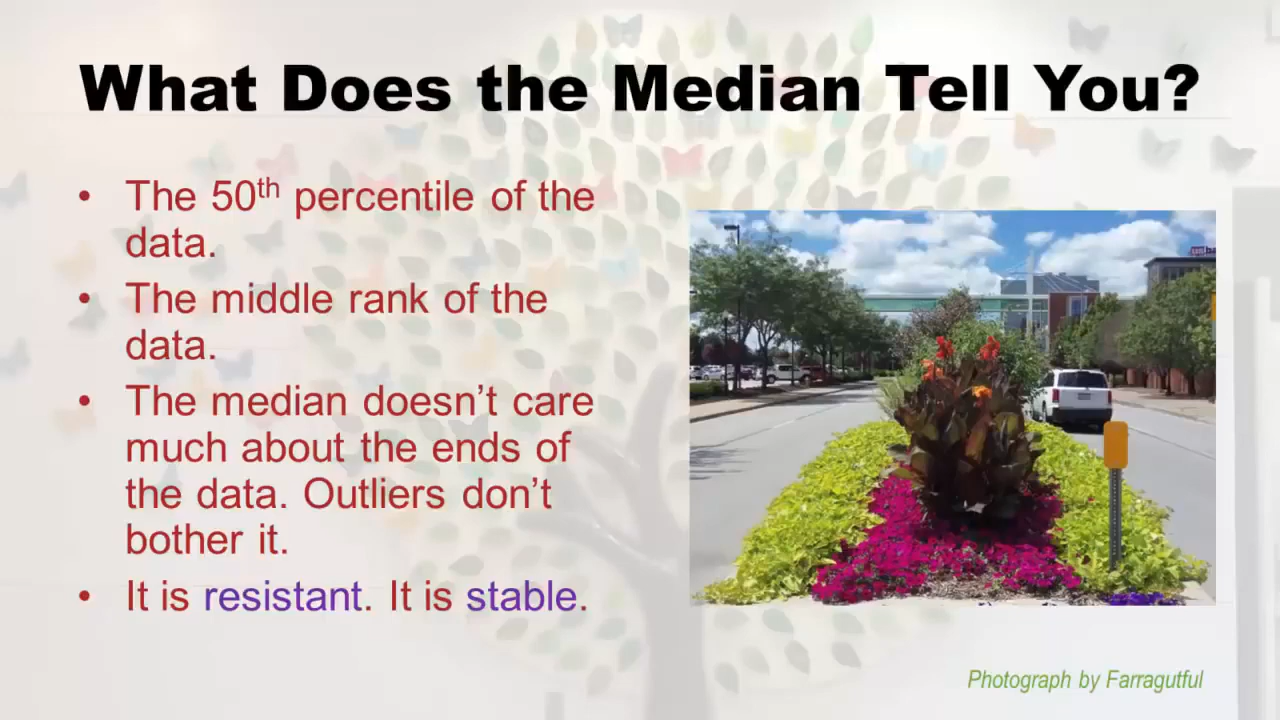 What Does the Median Tell You?
• The 50th percentile of the
data.
• The middle rank of the
data.
• The median doesn’t care
much about the ends of
the data. Outliers don’t
bother it.
• It is resistant. It is stable.
Photograph by Farragutful